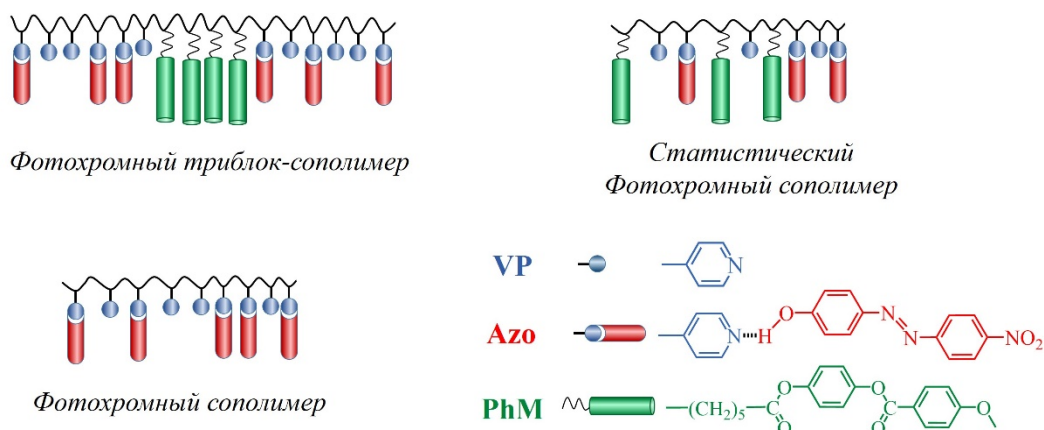 Фотохромный триблок-сополимер
Статистический
Фотохромный сополимер
Фотохромный сополимер
VP
N
Azo
N
H
O
N
N
NO₂
PhM
(CH₂)₅
C
O
O
O
C
O
O